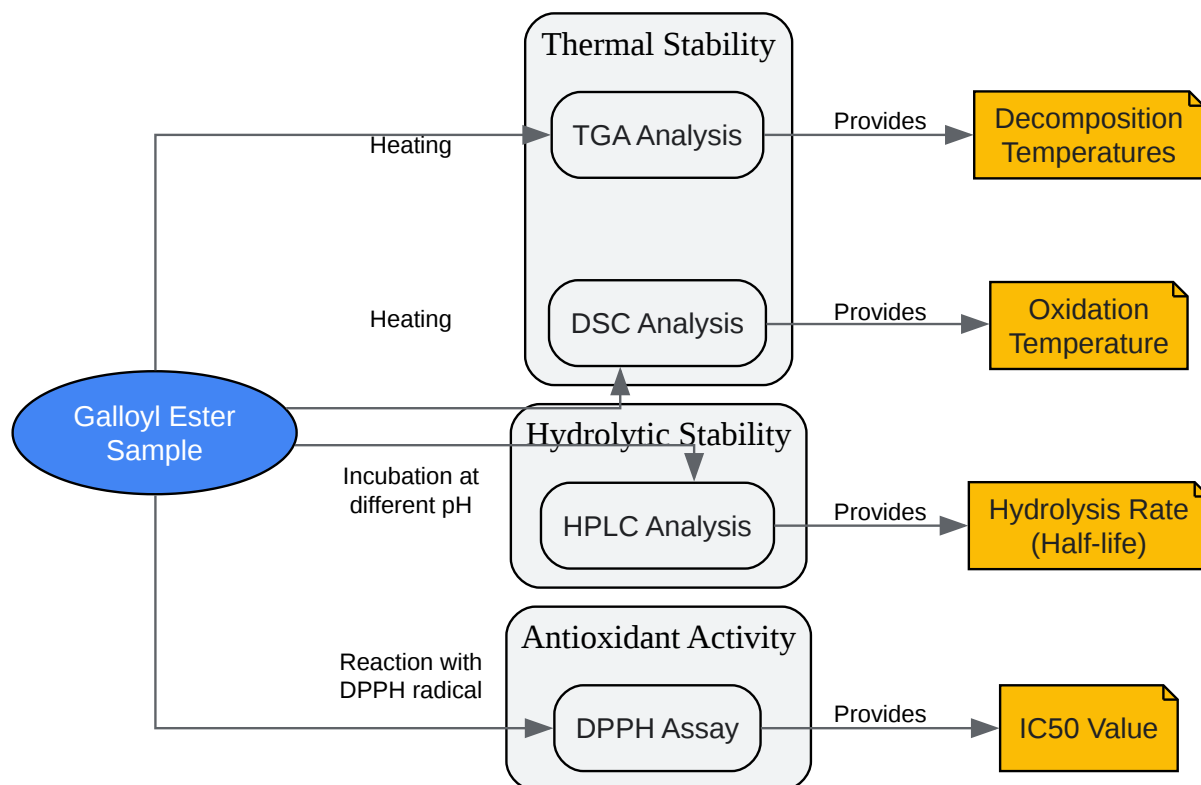 Thermal Stability
Heating
TGA Analysis
Provides
Decomposition
Temperatures
Heating
DSC Analysis
Provides
Oxidation
Temperature
Galloyl Ester
Sample
Hydrolytic Stability
Incubation at
different pH
HPLC Analysis
Provides
Hydrolysis Rate
(Half-life)
Antioxidant Activity
Reaction with
DPPH radical
DPPH Assay
Provides
IC50 Value